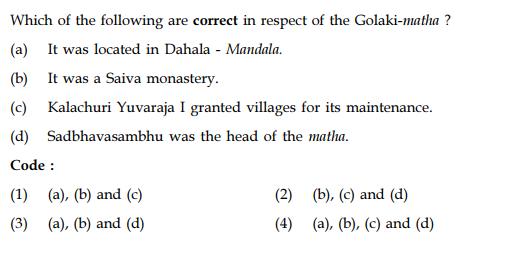 Which of the following are correct in respect of the Golaki-matha ?
(a) It was located in Dahala - Mandala.
(b) It was a Saiva monastery.
(c) Kalachuri Yuvaraja I granted villages for its maintenance.
(d) Sadbhavasambhu was the head of the matha.
Code :
(1) (a), (b) and (c) (2) (b), (c) and (d)
(3) (a), (b) and (d) (4) (a), (b), (c) and (d)